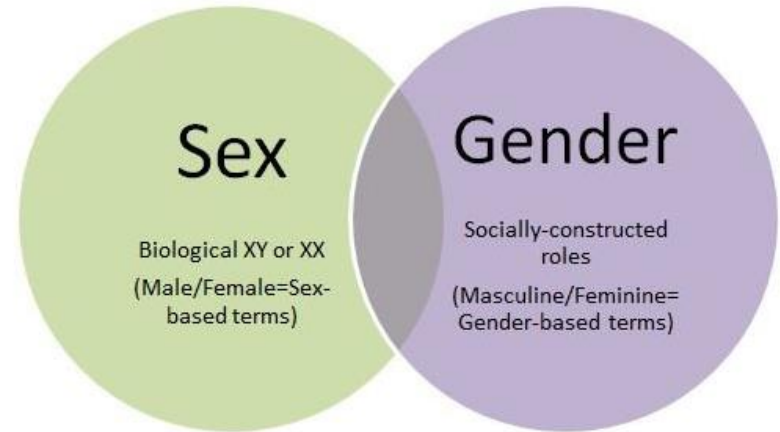 Sex
Biological XY or XX
(Male/Female=Sex-
based terms)
Gender
Socially-constructed
roles
(Masculine/Feminine=
Gender-based terms)